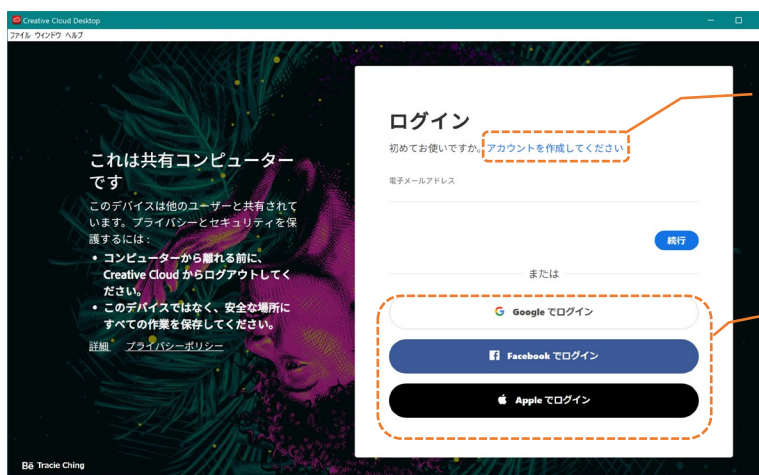 Creative Cloud Desktop
ファイル ウィンドウ ヘルプ
これは共有コンピューター
です
このデバイスは他のユーザーと共有されて
います。プライバシーとセキュリティを保
護するには：
• コンピューターから離れる前に、
Creative Cloud からログアウトしてく
ださい。
• このデバイスではなく、安全な場所に
すべての作業を保存してください。
詳細 プライバシーポリシー
Bē Tracie Ching
ログイン
初めてお使いですか。アカウントを作成してください
電子メールアドレス
続行
または
Google でログイン
Facebook でログイン
Apple でログイン